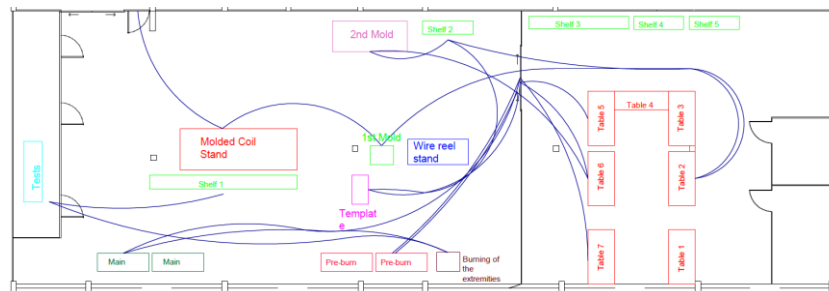 2nd Mold
Shelf 2
Shelf 3
Shelf 4
Shelf 5
Table 5
Table 4
Table 3
Molded Coil
Stand
1st Mold
Wire reel
stand
Tests
Shelf 1
Table 6
Table 2
Templat
e
Main
Main
Pre-burn
Pre-burn
Burning of
the
extremities
Table 7
Table 1